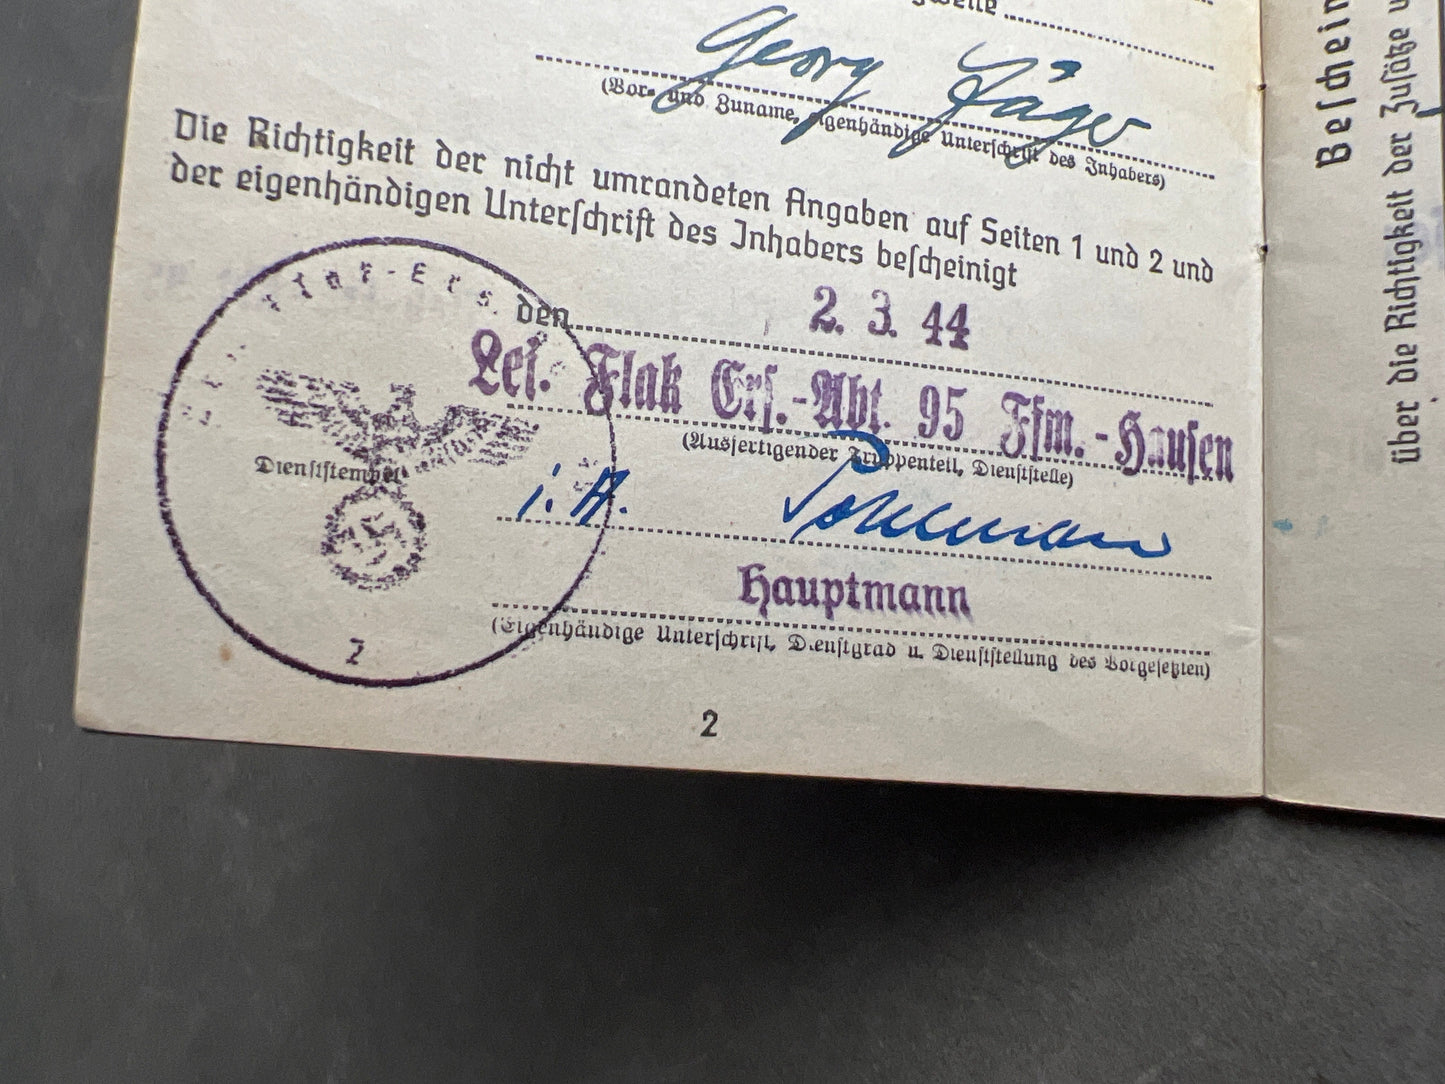 Georg Jäger
(Vor- und Zuname, eigenhändige Unterschrift des Inhabers)
Die Richtigkeit der nicht umrandeten Angaben auf Seiten 1 und 2 und
der eigenhändigen Unterschrift des Inhabers bescheinigt
den 2. 3. 44
Lei. Flak Ers.-Abt. 95 Ffm.-Hausen
(Ausfertigender Truppenteil, Dienststelle)
Dienststempel
i. A. Pohlmann
Hauptmann
(Eigenhändige Unterschrift, Dienstgrad u. Dienststellung des Vorgesetzten)
2
Beschein
über die Richtigkeit der Zusätze u